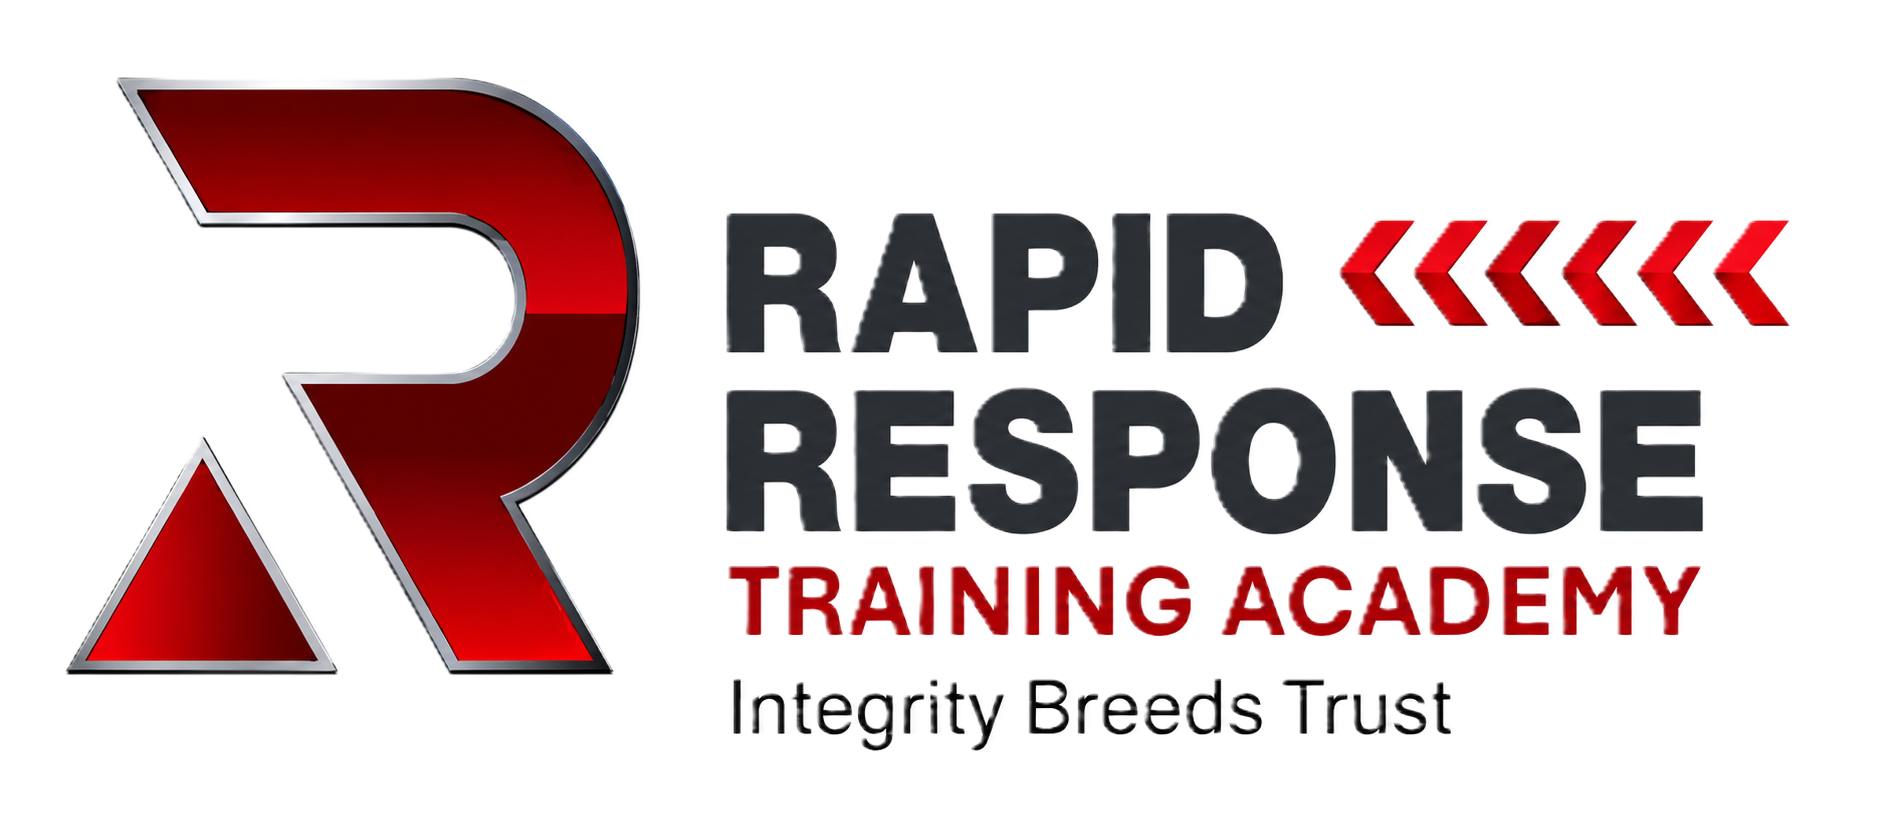 RAPID
RESPONSE
TRAINING ACADEMY
Integrity Breeds Trust